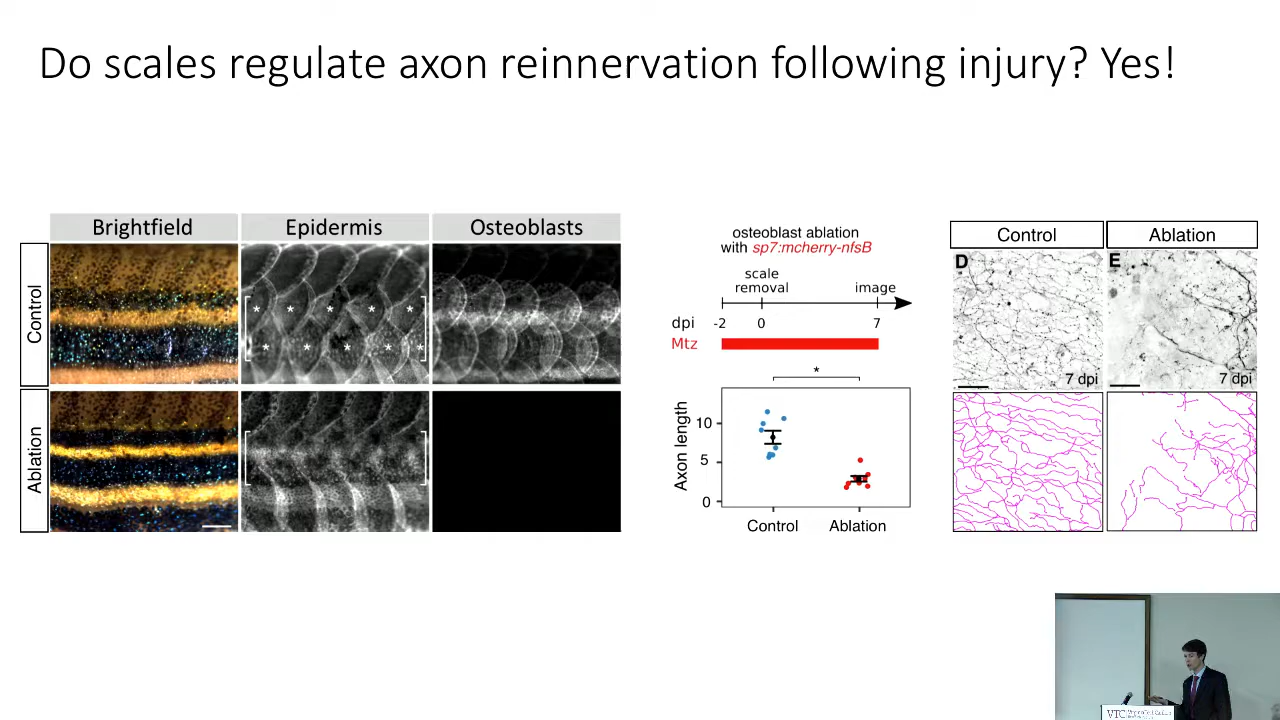 Do scales regulate axon reinnervation following injury? Yes!
Brightfield
Epidermis
Osteoblasts
Control
Ablation
* * * * *
* * * * *
osteoblast ablation
with sp7:mcherry-nfsB
scale
removal
image
dpi -2 0 7
Mtz
*
Axon length
10
5
0
Control
Ablation
Control
Ablation
D
E
7 dpi
7 dpi
VTC